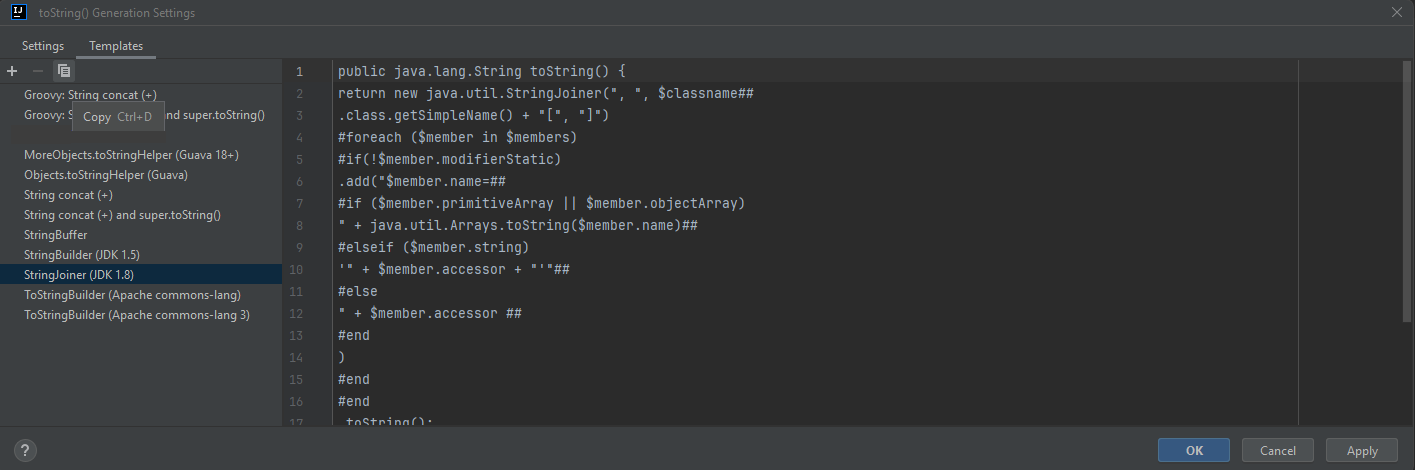 IJ
toString() Generation Settings
Settings
Templates
Groovy: String concat (+)
Groovy: S and super.toString()
Copy Ctrl+D
MoreObjects.toStringHelper (Guava 18+)
Objects.toStringHelper (Guava)
String concat (+)
String concat (+) and super.toString()
StringBuffer
StringBuilder (JDK 1.5)
StringJoiner (JDK 1.8)
ToStringBuilder (Apache commons-lang)
ToStringBuilder (Apache commons-lang 3)
1 public java.lang.String toString() {
2 return new java.util.StringJoiner(", ", $classname##
3 .class.getSimpleName() + "[", "]")
4 #foreach ($member in $members)
5 #if(!$member.modifierStatic)
6 .add("$member.name=##
7 #if ($member.primitiveArray || $member.objectArray)
8 " + java.util.Arrays.toString($member.name)##
9 #elseif ($member.string)
10 '" + $member.accessor + "'"##
11 #else
12 " + $member.accessor ##
13 #end
14 )
15 #end
16 #end
17 .toString();
?
OK
Cancel
Apply